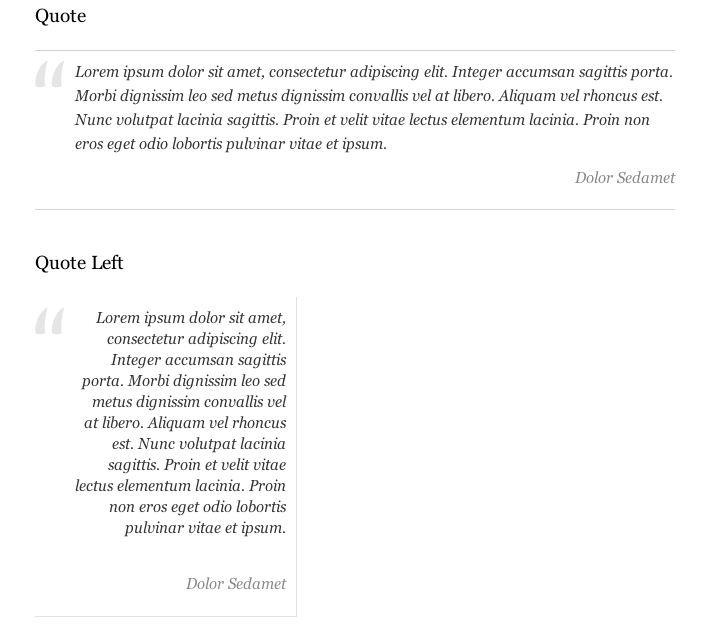 Quote
“ Lorem ipsum dolor sit amet, consectetur adipiscing elit. Integer accumsan sagittis porta.
Morbi dignissim leo sed metus dignissim convallis vel at libero. Aliquam vel rhoncus est.
Nunc volutpat lacinia sagittis. Proin et velit vitae lectus elementum lacinia. Proin non
eros eget odio lobortis pulvinar vitae et ipsum.
Dolor Sedamet
Quote Left
“ Lorem ipsum dolor sit amet,
consectetur adipiscing elit.
Integer accumsan sagittis
porta. Morbi dignissim leo sed
metus dignissim convallis vel
at libero. Aliquam vel rhoncus
est. Nunc volutpat lacinia
sagittis. Proin et velit vitae
lectus elementum lacinia. Proin
non eros eget odio lobortis
pulvinar vitae et ipsum.
Dolor Sedamet